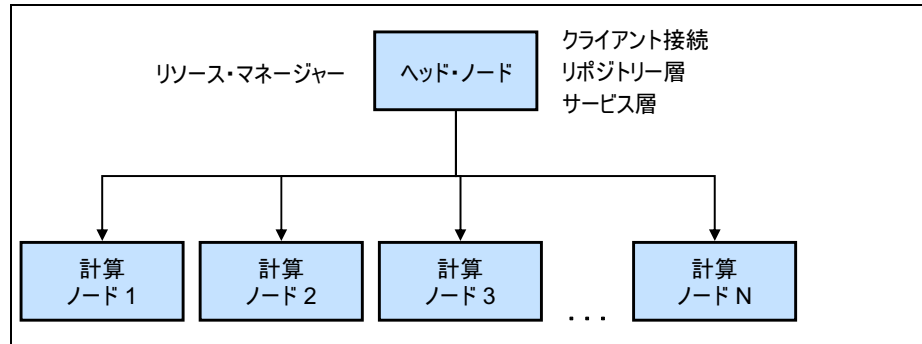 クライアント接続
リソース・マネージャー
ヘッド・ノード
リポジトリー層
サービス層
計算
ノード 1
計算
ノード 2
計算
ノード 3
. . .
計算
ノード N